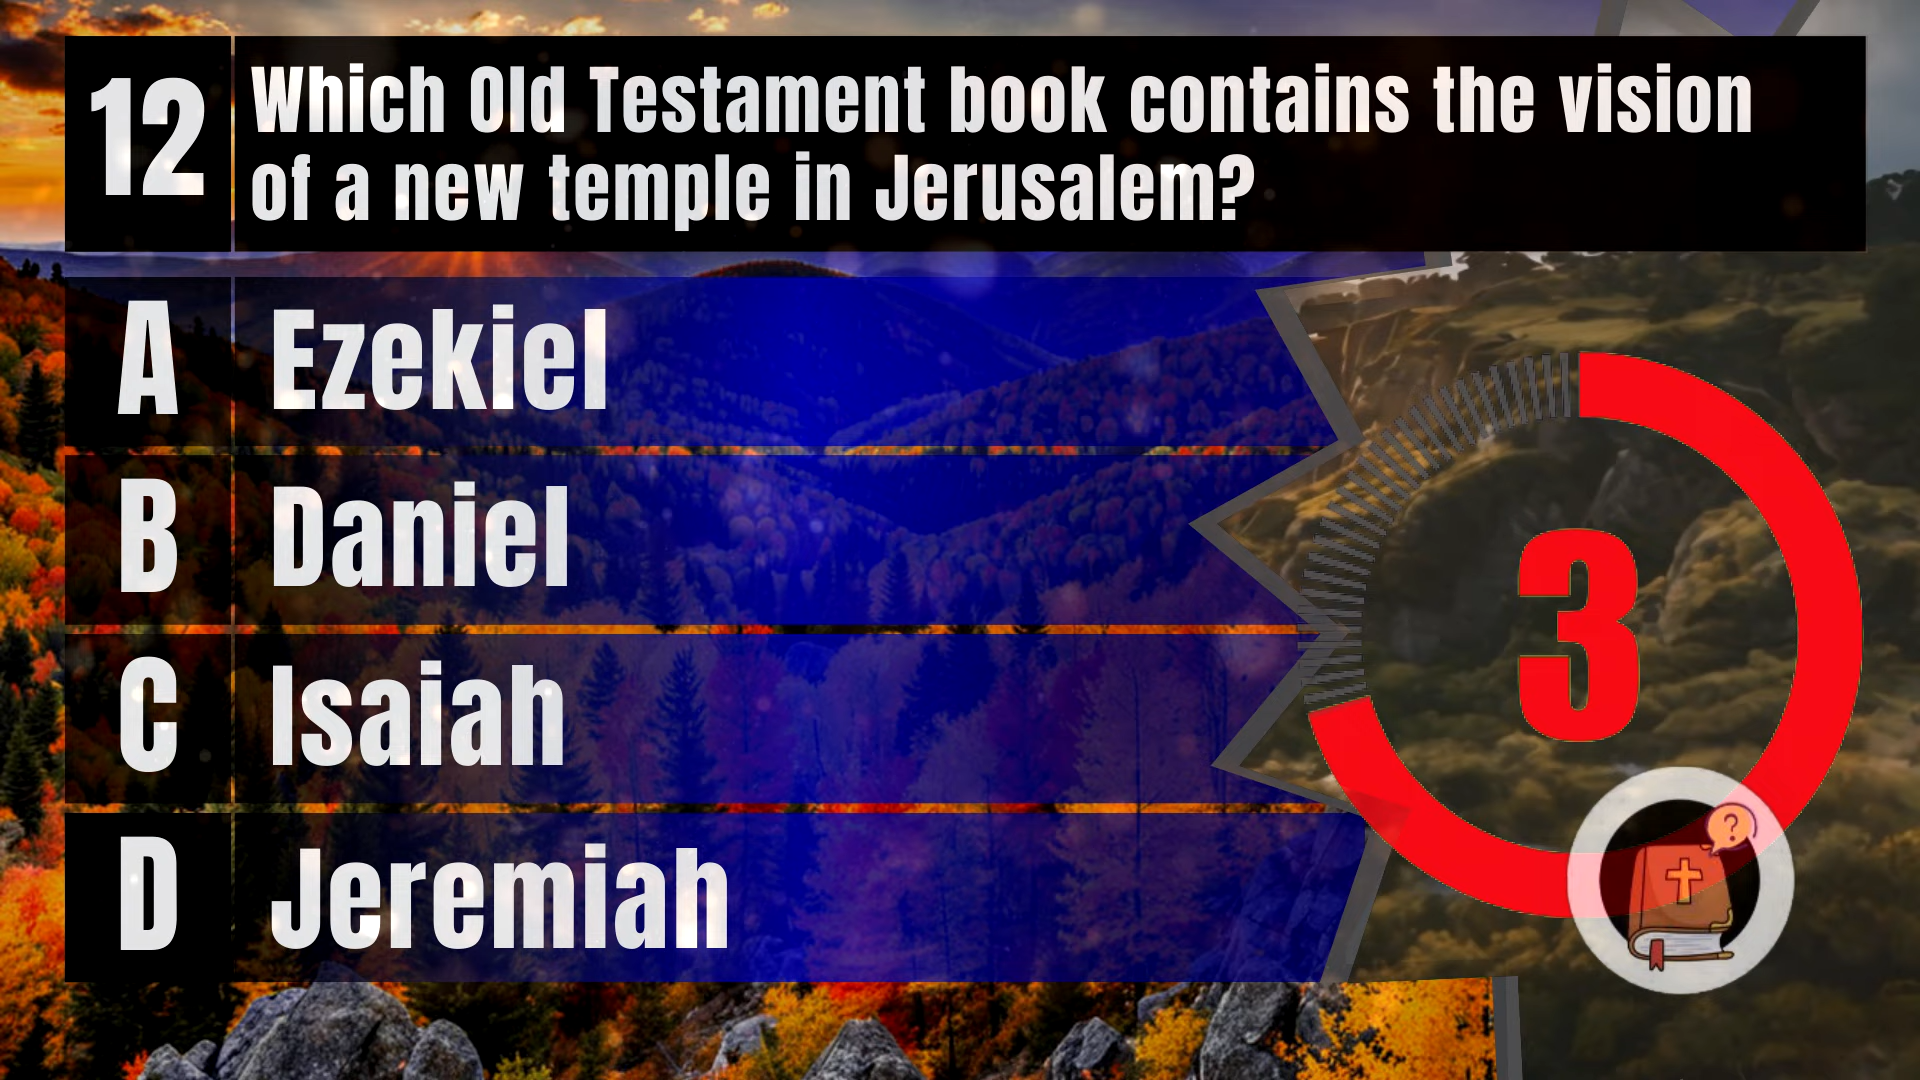 12
Which Old Testament book contains the vision
of a new temple in Jerusalem?
A Ezekiel
B Daniel
C Isaiah
D Jeremiah
3
?